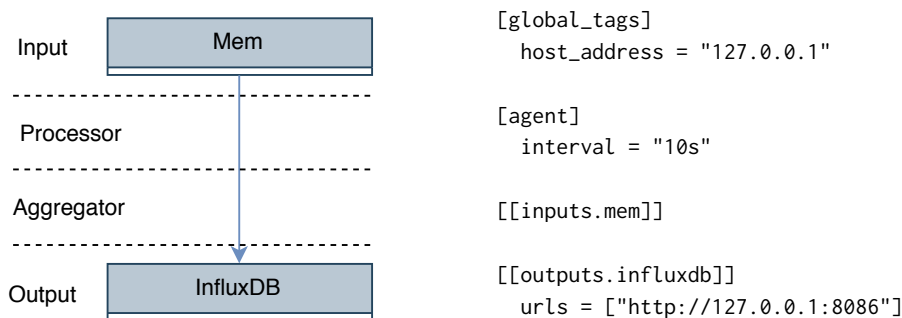 Input
Mem
Processor
Aggregator
Output
InfluxDB
[global_tags]
  host_address = "127.0.0.1"
[agent]
  interval = "10s"
[[inputs.mem]]
[[outputs.influxdb]]
  urls = ["http://127.0.0.1:8086"]